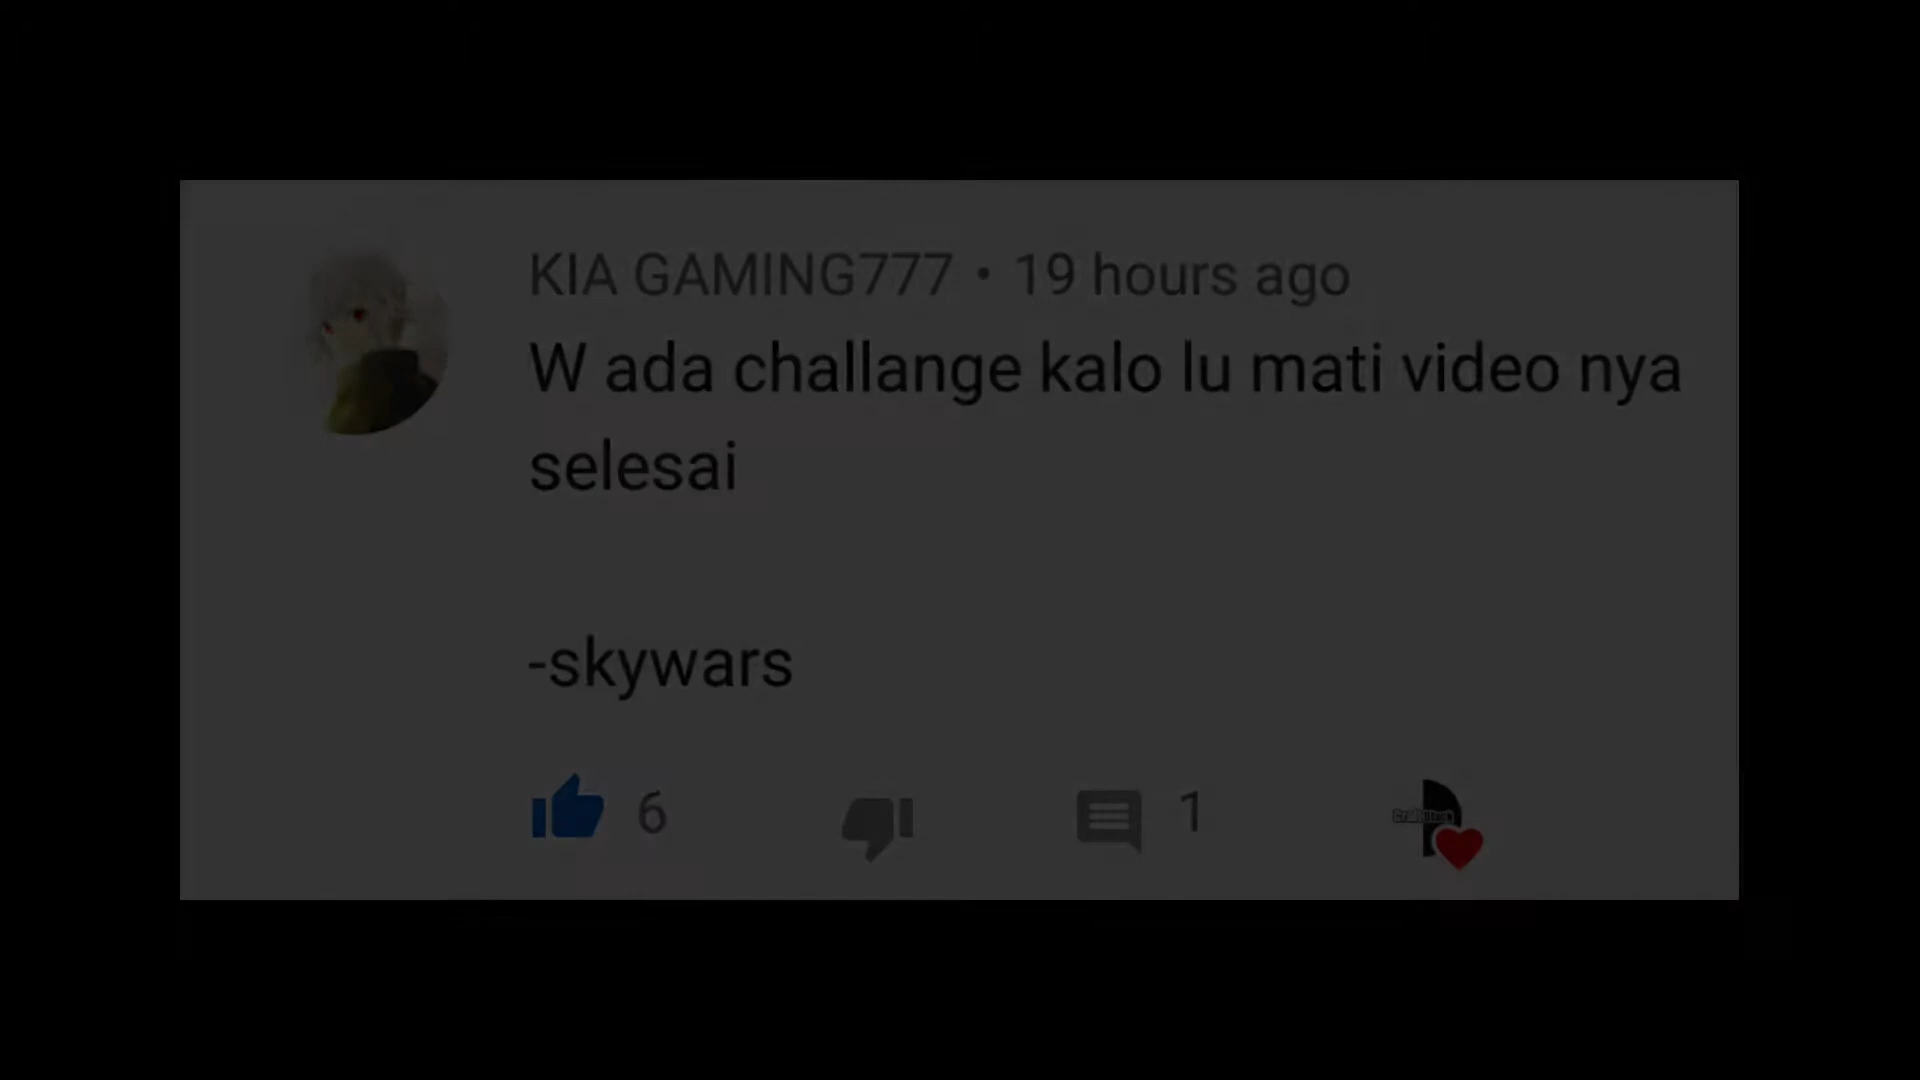 KIA GAMING777 • 19 hours ago
W ada challange kalo lu mati video nya
selesai
-skywars
6
1